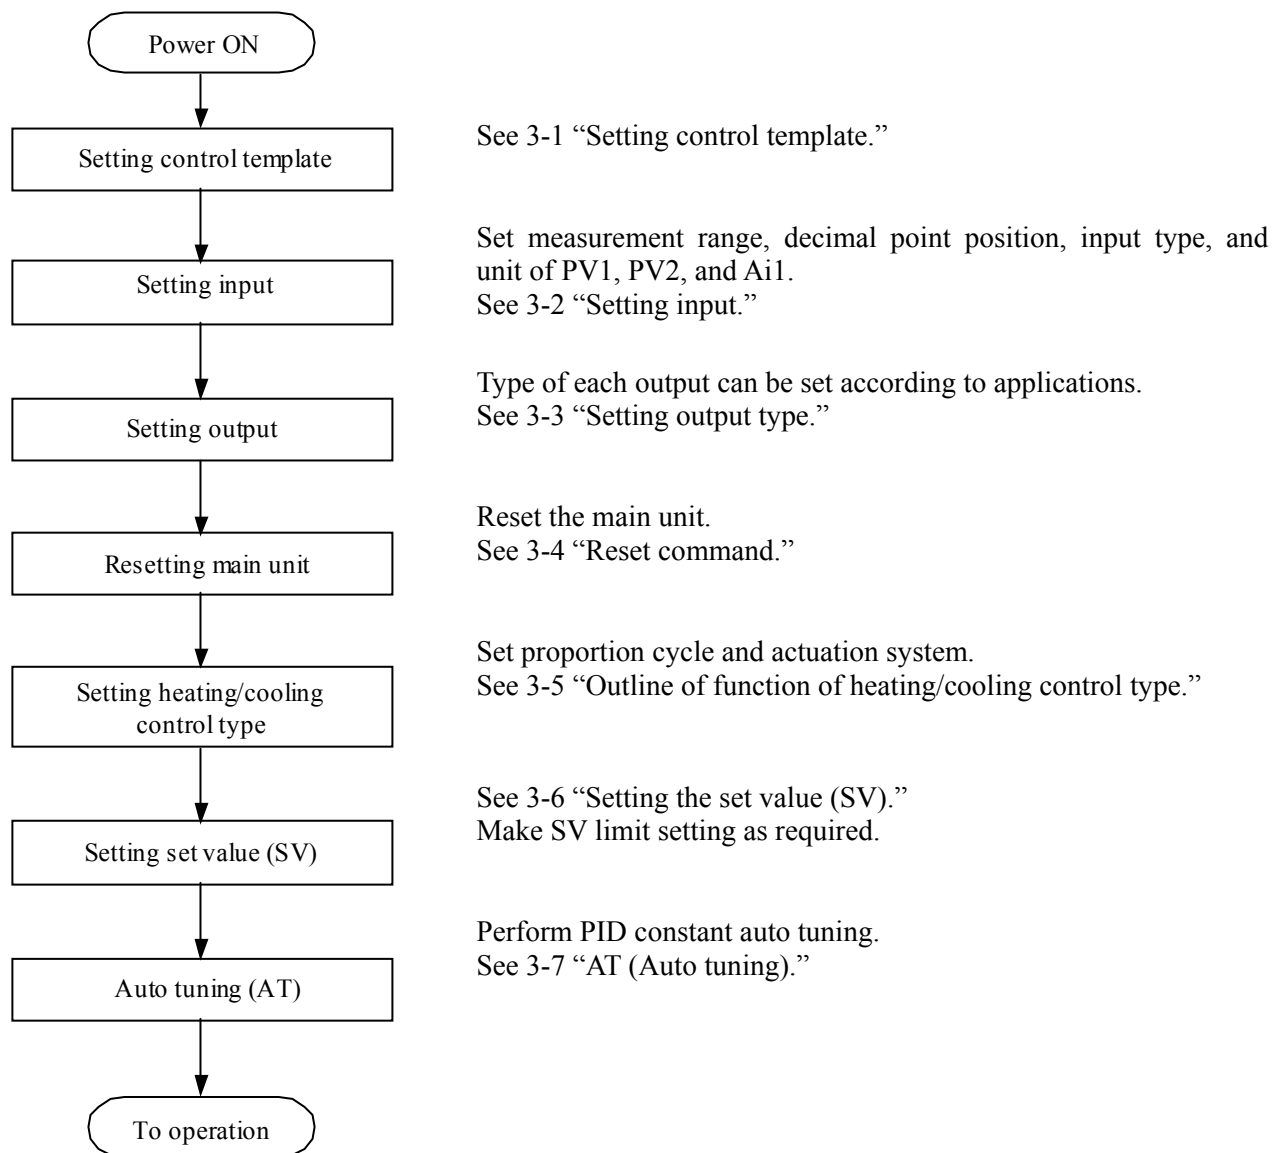 Power ON
Setting control template
See 3-1 “Setting control template.”
Setting input
Set measurement range, decimal point position, input type, and
unit of PV1, PV2, and Ai1.
See 3-2 “Setting input.”
Setting output
Type of each output can be set according to applications.
See 3-3 “Setting output type.”
Resetting main unit
Reset the main unit.
See 3-4 “Reset command.”
Setting heating/cooling
control type
Set proportion cycle and actuation system.
See 3-5 “Outline of function of heating/cooling control type.”
Setting set value (SV)
See 3-6 “Setting the set value (SV).”
Make SV limit setting as required.
Auto tuning (AT)
Perform PID constant auto tuning.
See 3-7 “AT (Auto tuning).”
To operation